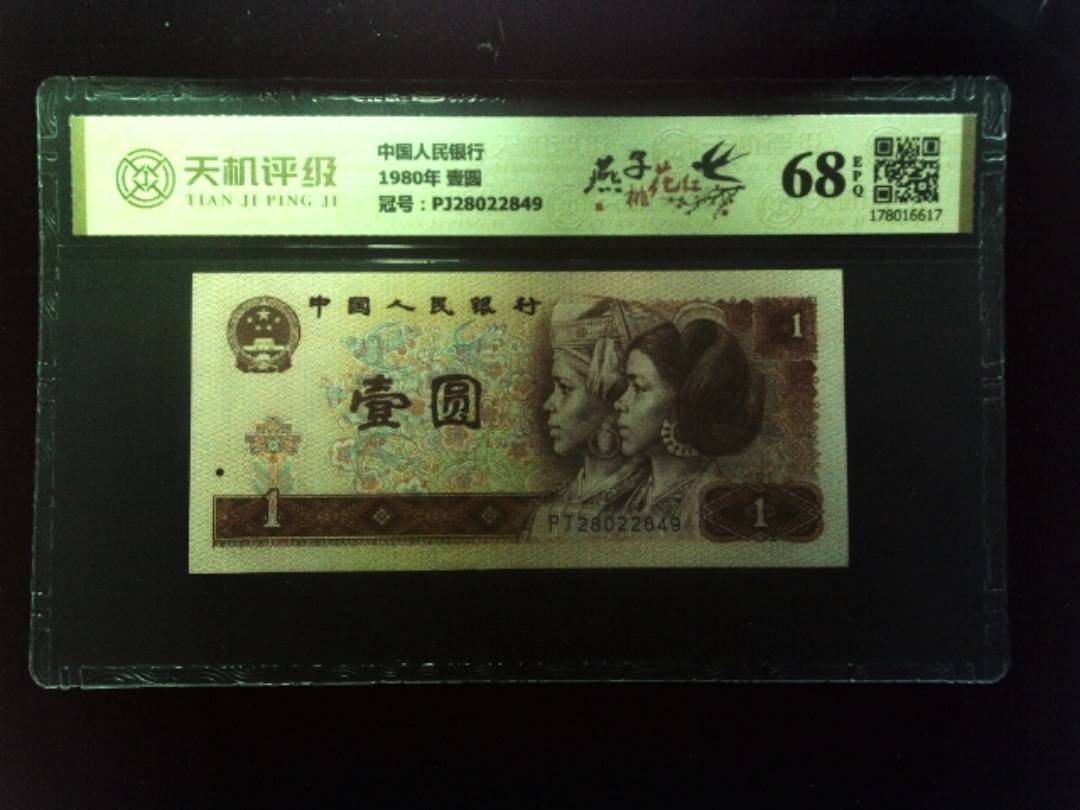 天机评级
TIAN JI PING JI
中国人民银行
1980年 壹圆
冠号：PJ28022849
燕子
桃花红
68
EPQ
178016617
中国人民银行
壹圆
1
1
1
PJ28022849